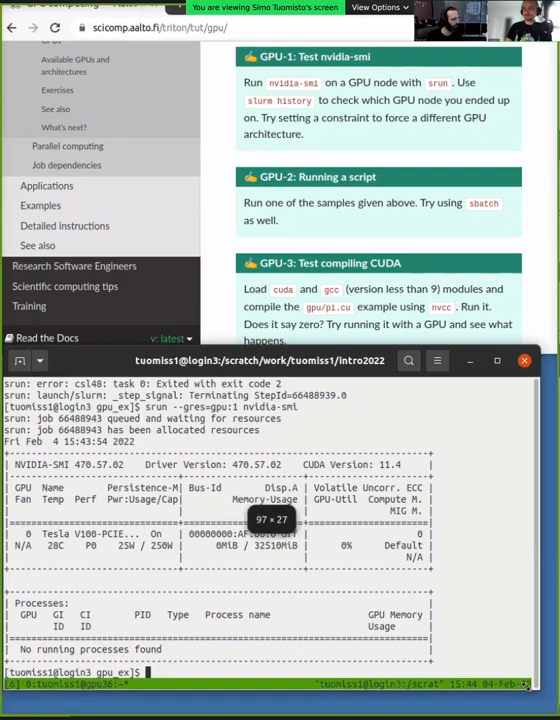 You are viewing Simo Tuomisto's screen
View Options
scicomp.aalto.fi/triton/tut/gpu/
Available GPUs and
architectures
Exercises
See also
What's next?
Parallel computing
Job dependencies
Applications
Examples
Detailed instructions
See also
Research Software Engineers
Scientific computing tips
Training
Read the Docs
v: latest
GPU-1: Test nvidia-smi
Run nvidia-smi on a GPU node with srun. Use
slurm history to check which GPU node you ended up
on. Try setting a constraint to force a different GPU
architecture.
GPU-2: Running a script
Run one of the samples given above. Try using sbatch
as well.
GPU-3: Test compiling CUDA
Load cuda and gcc (version less than 9) modules and
compile the gpu/pi.cu example using nvcc. Run it.
Does it say zero? Try running it with a GPU and see what
happens.
tuomiss1@login3:/scratch/work/tuomiss1/intro2022
srun: error: csl48: task 0: Exited with exit code 2
srun: launch/slurm: _step_signal: Terminating StepId=66488939.0
[tuomiss1@login3 gpu_ex]$ srun --gres=gpu:1 nvidia-smi
srun: job 66488943 queued and waiting for resources
srun: job 66488943 has been allocated resources
Fri Feb 4 15:43:54 2022
NVIDIA-SMI 470.57.02 Driver Version: 470.57.02 CUDA Version: 11.4
GPU Name Persistence-M| Bus-Id Disp.A | Volatile Uncorr. ECC
Fan Temp Perf Pwr:Usage/Cap| Memory-Usage | GPU-Util Compute M.
MIG M.
0 Tesla V100-PCIE... On | 00000000:AF: | 0
N/A 28C P0 25W / 250W | 0MiB / 32510MiB | 0% Default
N/A
97 × 27
Processes:
GPU GI CI PID Type Process name GPU Memory
ID ID Usage
No running processes found
[tuomiss1@login3 gpu_ex]$
[6] 0:tuomiss1@gpu36:~* "tuomiss1@login3:/scrat" 15:44 04-Feb-